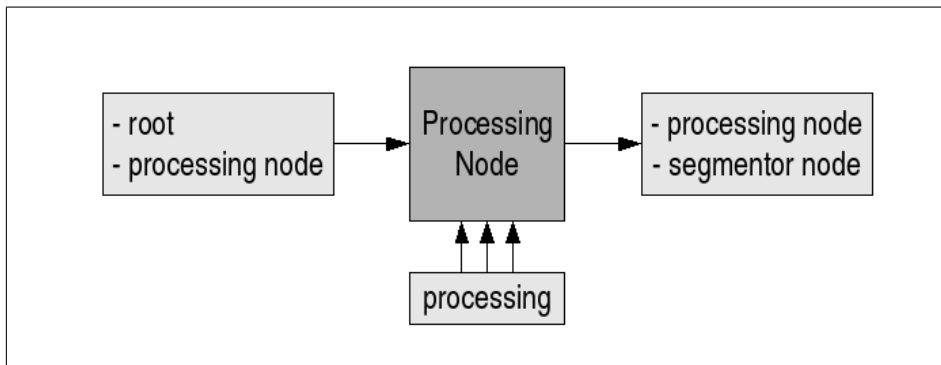 - root
- processing node
Processing
Node
- processing node
- segmentor node
processing